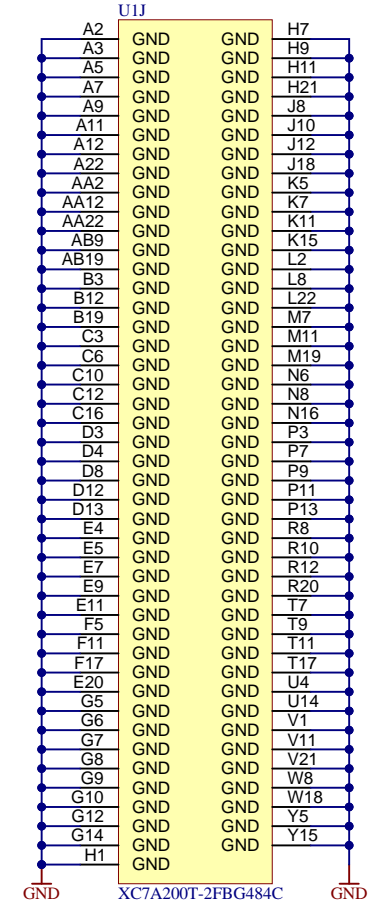 U1J
A2 GND GND H7
A3 GND GND H9
A5 GND GND H11
A7 GND GND H21
A9 GND GND J8
A11 GND GND J10
A12 GND GND J12
A22 GND GND J18
AA2 GND GND K5
AA12 GND GND K7
AA22 GND GND K11
AB9 GND GND K15
AB19 GND GND L2
B3 GND GND L8
B12 GND GND L22
B19 GND GND M7
C3 GND GND M11
C6 GND GND M19
C10 GND GND N6
C12 GND GND N8
C16 GND GND N16
D3 GND GND P3
D4 GND GND P7
D8 GND GND P9
D12 GND GND P11
D13 GND GND P13
E4 GND GND R8
E5 GND GND R10
E7 GND GND R12
E9 GND GND R20
E11 GND GND T7
F5 GND GND T9
F11 GND GND T11
F17 GND GND T17
E20 GND GND U4
G5 GND GND U14
G6 GND GND V1
G7 GND GND V11
G8 GND GND V21
G9 GND GND W8
G10 GND GND W18
G12 GND GND Y5
G14 GND GND Y15
H1 GND
GND XC7A200T-2FBG484C GND